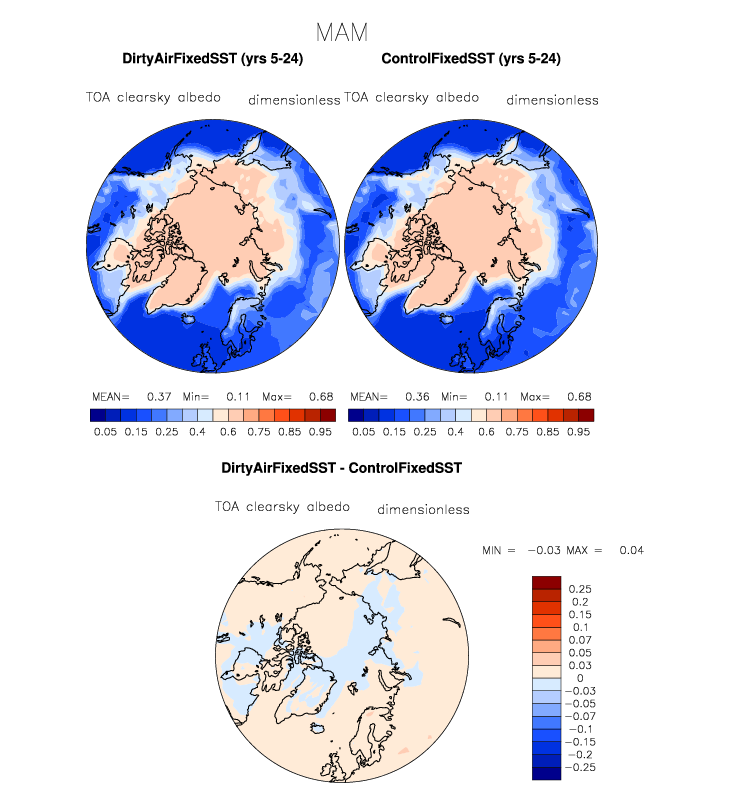 MAM
DirtyAirFixedSST (yrs 5-24) ControlFixedSST (yrs 5-24)
TOA clearsky albedo dimensionless TOA clearsky albedo dimensionless
MEAN= 0.37 Min= 0.11 Max= 0.68 MEAN= 0.36 Min= 0.11 Max= 0.68
0.05 0.15 0.25 0.4 0.6 0.75 0.85 0.95 0.05 0.15 0.25 0.4 0.6 0.75 0.85 0.95
DirtyAirFixedSST - ControlFixedSST
TOA clearsky albedo dimensionless
MIN = -0.03 MAX = 0.04
0.25
0.2
0.15
0.1
0.07
0.05
0.03
0
-0.03
-0.05
-0.07
-0.1
-0.15
-0.2
-0.25